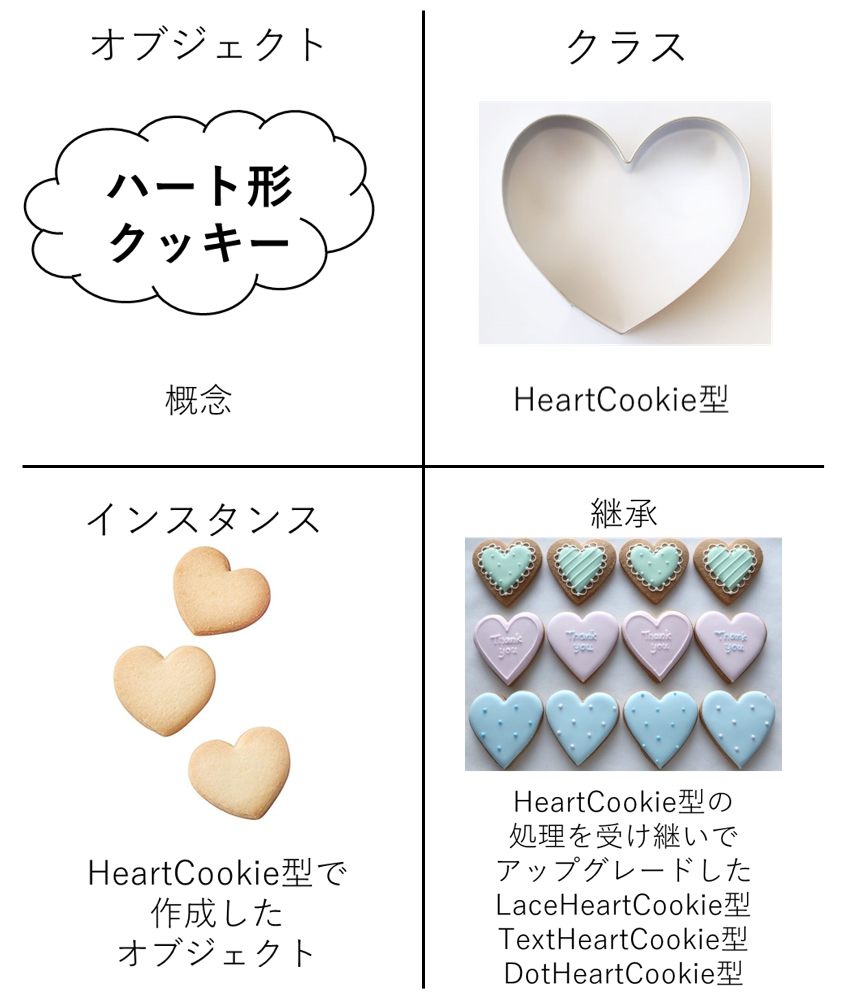 オブジェクト
ハート形
クッキー
概念
クラス
HeartCookie型
インスタンス
HeartCookie型で
作成した
オブジェクト
継承
Thank
you
Thank
you
Thank
you
Thank
you
HeartCookie型の
処理を受け継いで
アップグレードした
LaceHeartCookie型
TextHeartCookie型
DotHeartCookie型